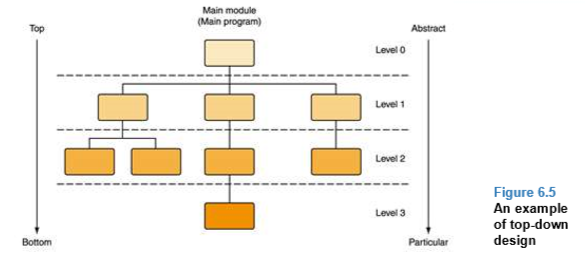 Main module
(Main program)
Top
Abstract
Level 0
Level 1
Level 2
Level 3
Bottom
Particular
Figure 6.5
An example
of top-down
design